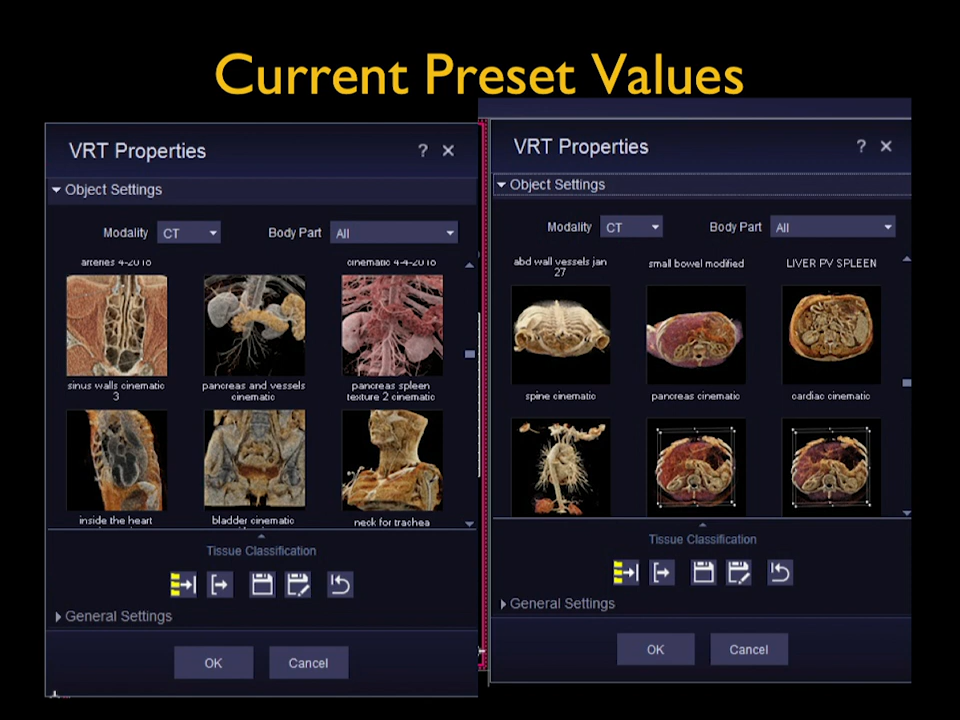 Current Preset Values
VRT Properties ? ×
Object Settings
Modality CT Body Part All
arteries 4-2018
cinematic 4-4-2018
sinus walls cinematic
3
pancreas and vessels
cinematic
pancreas spleen
texture 2 cinematic
inside the heart
bladder cinematic
neck for trachea
Tissue Classification
General Settings
OK Cancel
VRT Properties ? ×
Object Settings
Modality CT Body Part All
abd wall vessels jan
27
small bowel modified
LIVER PV SPLEEN
spine cinematic
pancreas cinematic
cardiac cinematic
Tissue Classification
General Settings
OK Cancel